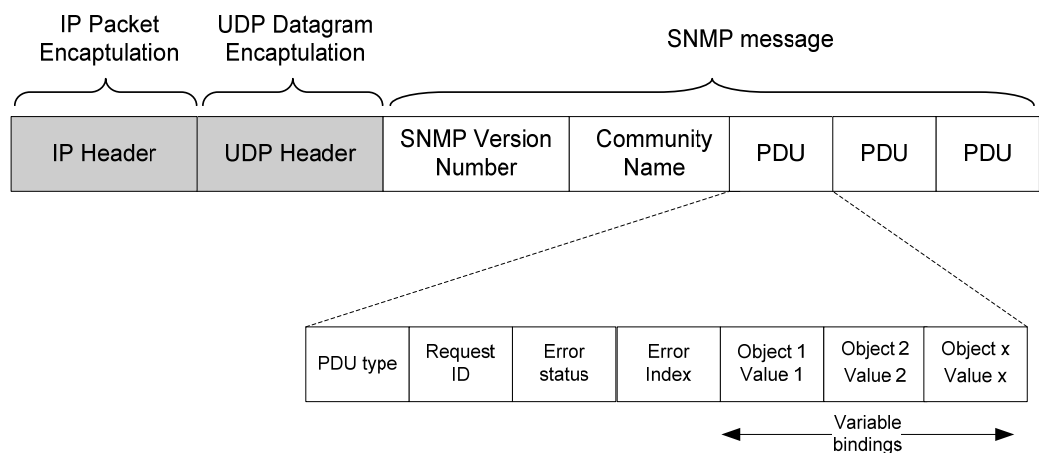 IP Packet
Encaptulation
UDP Datagram
Encaptulation
SNMP message
IP Header
UDP Header
SNMP Version
Number
Community
Name
PDU
PDU
PDU
PDU type
Request
ID
Error
status
Error
Index
Object 1
Value 1
Object 2
Value 2
Object x
Value x
Variable
bindings